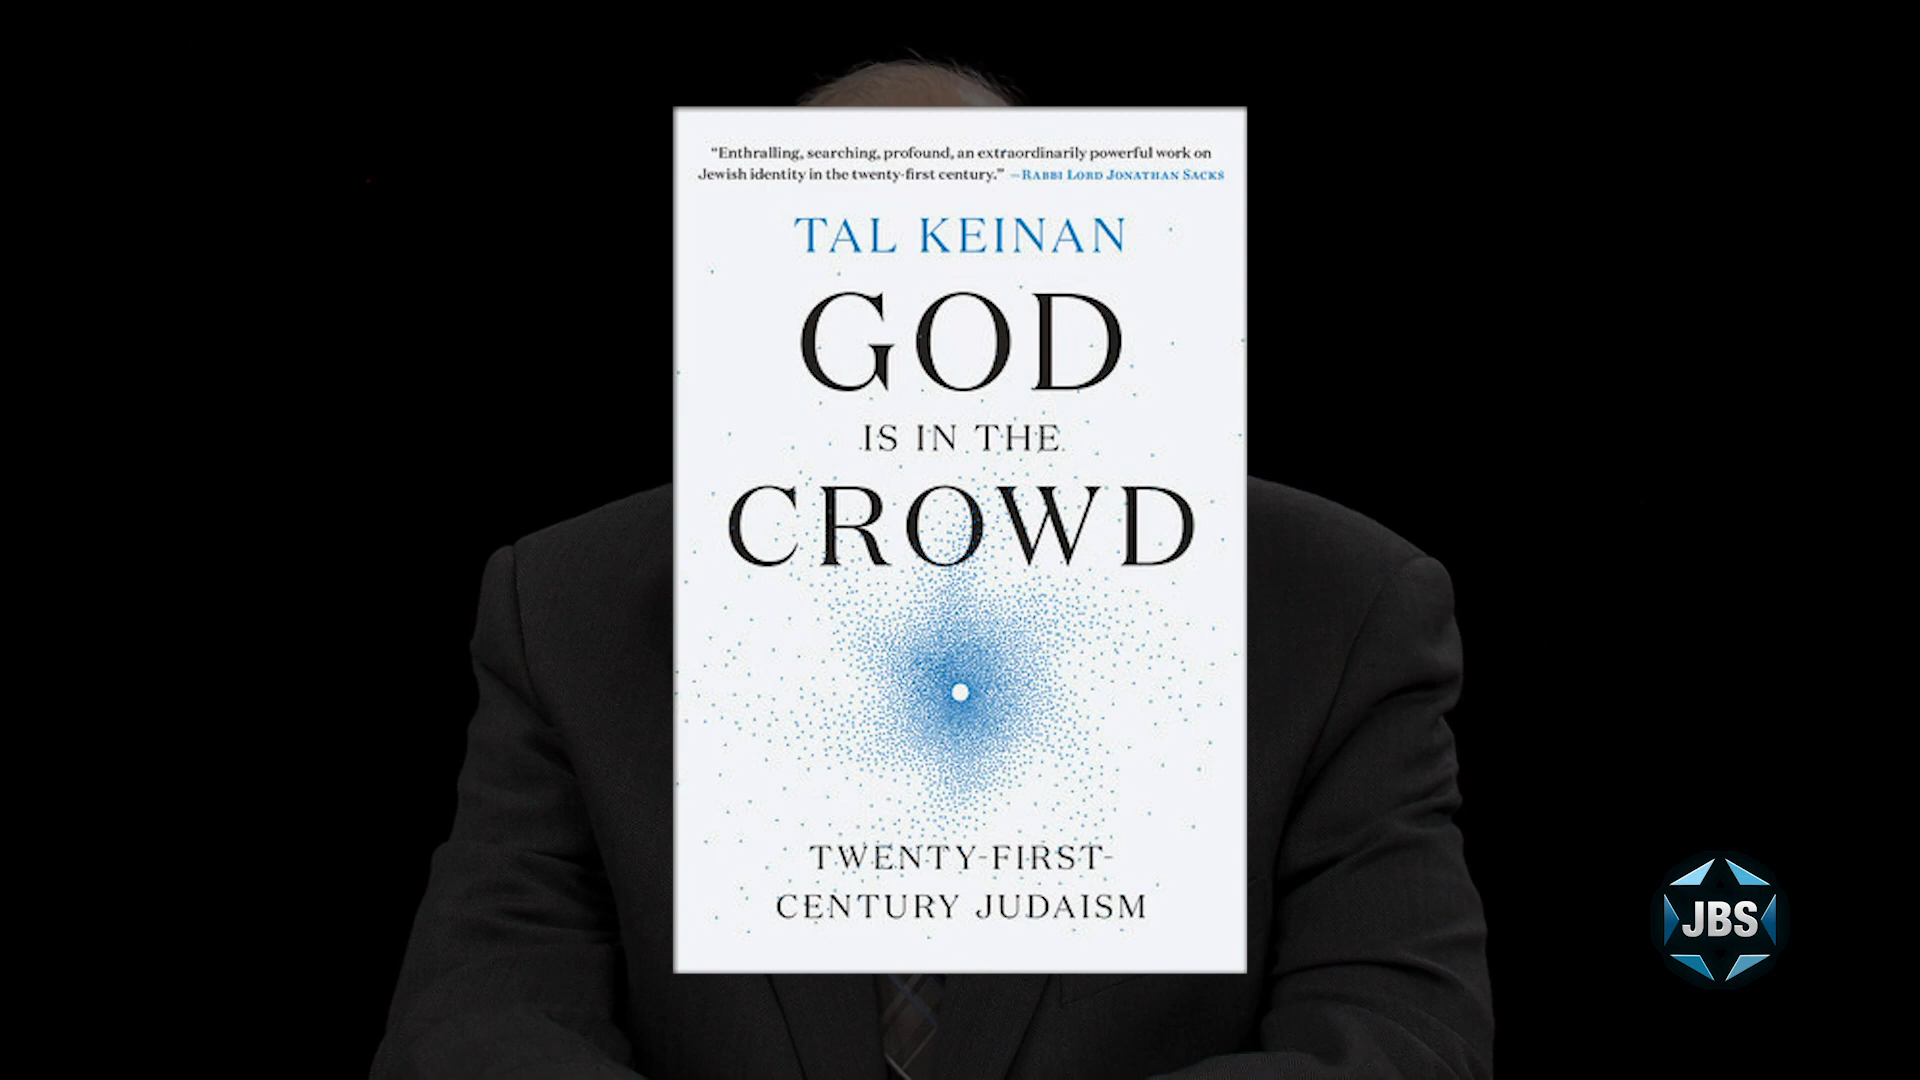 “Enthralling, searching, profound, an extraordinarily powerful work on
Jewish identity in the twenty-first century.” —RABBI LORD JONATHAN SACKS
TAL KEINAN
GOD
IS IN THE
CROWD
TWENTY-FIRST-
CENTURY JUDAISM
JBS